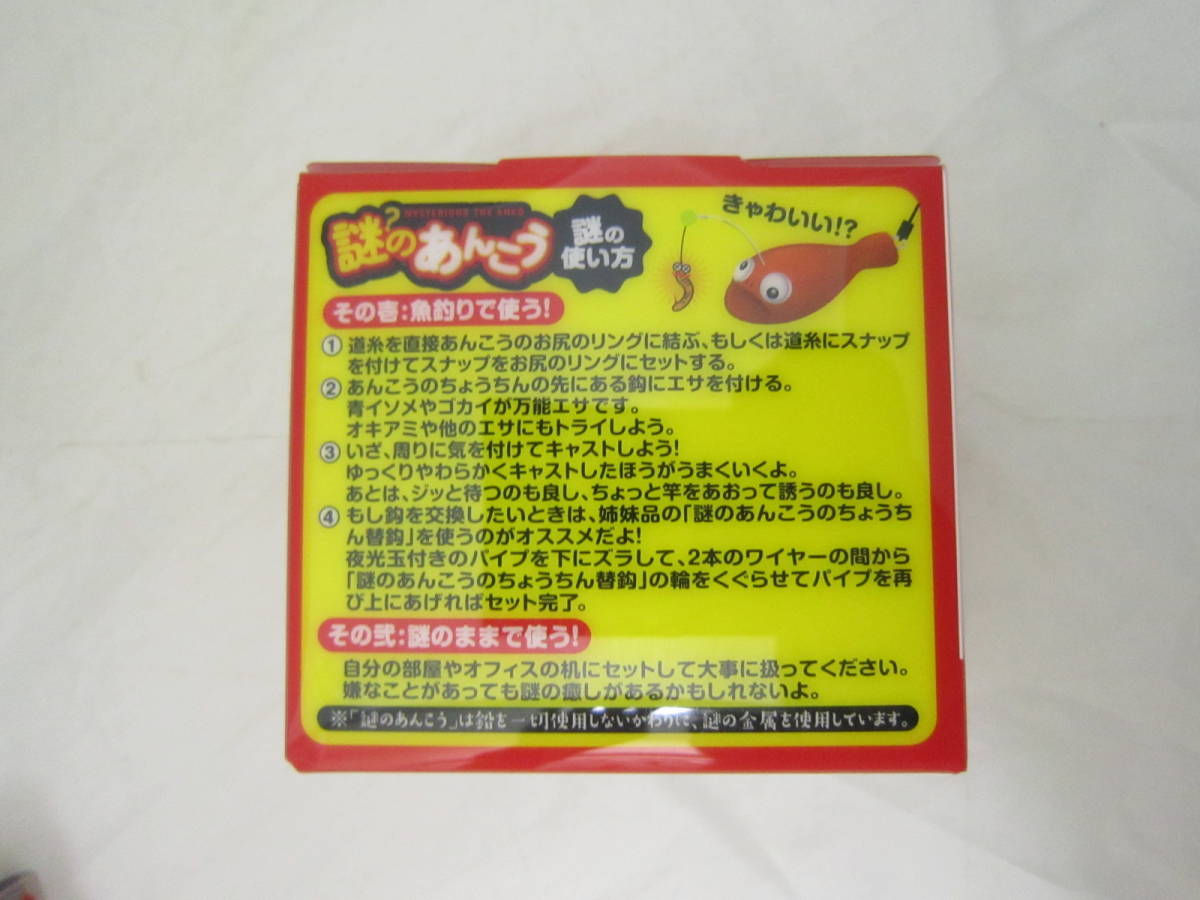 MYSTERIOUS THE ANKO
謎のあんこう
?
謎の
使い方
きゃわいい!?
その壱:魚釣りで使う!
① 道糸を直接あんこうのお尻のリングに結ぶ、もしくは道糸にスナップ
を付けてスナップをお尻のリングにセットする。
② あんこうのちょうちんの先にある鈎にエサを付ける。
青イソメやゴカイが万能エサです。
オキアミや他のエサにもトライしよう。
③ いざ、周りに気を付けてキャストしよう!
ゆっくりやわらかくキャストしたほうがうまくいくよ。
あとは、ジッと待つのも良し、ちょっと竿をあおって誘うのも良し。
④ もし鈎を交換したいときは、姉妹品の「謎のあんこうのちょうち
ん替鈎」を使うのがオススメだよ!
夜光玉付きのパイプを下にズラして、2本のワイヤーの間から
「謎のあんこうのちょうちん替鈎」の輪をくぐらせてパイプを再
び上にあげればセット完了。
その弐:謎のままで使う!
自分の部屋やオフィスの机にセットして大事に扱ってください。
嫌なことがあっても謎の癒しがあるかもしれないよ。
※「謎のあんこう」は鉛を一切使用しないかわりに、謎の金属を使用しています。